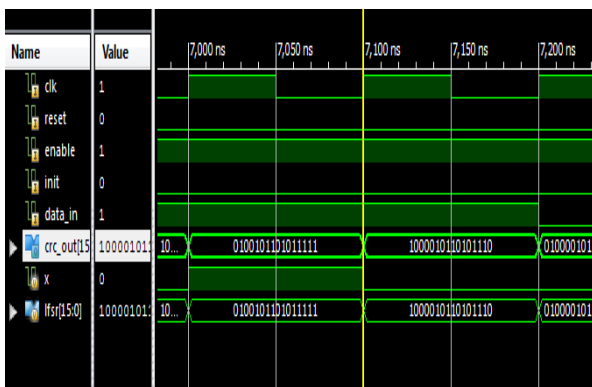 Name Value 7,000 ns 7,050 ns 7,100 ns 7,150 ns 7,200 ns
clk 1
reset 0
enable 1
init 0
data_in 1
crc_out[15 10000101 10... 0100101101011111 1000010110101110 010000101
x 0
lfsr[15:0] 10000101 10... 0100101101011111 1000010110101110 010000101